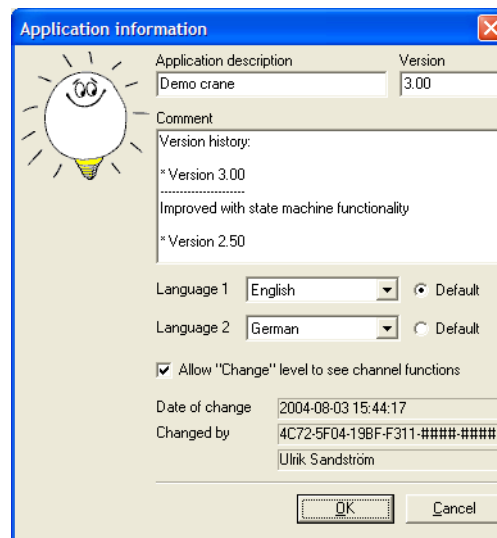 Application information
Application description Version
Demo crane 3.00
Comment
Version history:
* Version 3.00
----------------------
Improved with state machine functionality
* Version 2.50
Language 1 English Default
Language 2 German Default
Allow "Change" level to see channel functions
Date of change 2004-08-03 15:44:17
Changed by 4C72-5F04-19BF-F311-####-####
Ulrik Sandström
OK Cancel